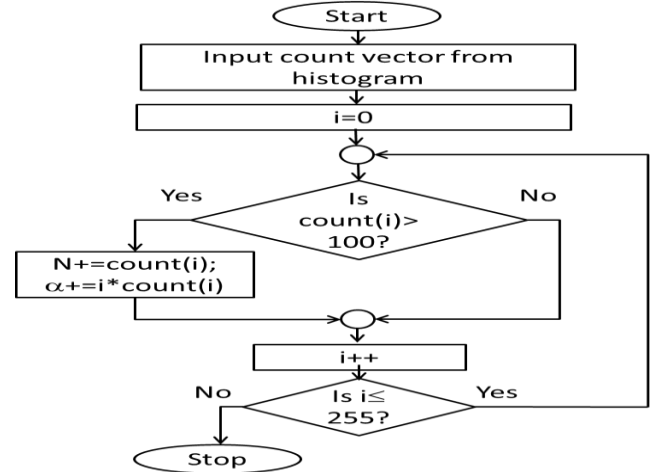 Start
Input count vector from
histogram
i=0
Yes
No
Is
count(i)>
100?
N+=count(i);
α+=i*count(i)
i++
No
Yes
Is i≤
255?
Stop